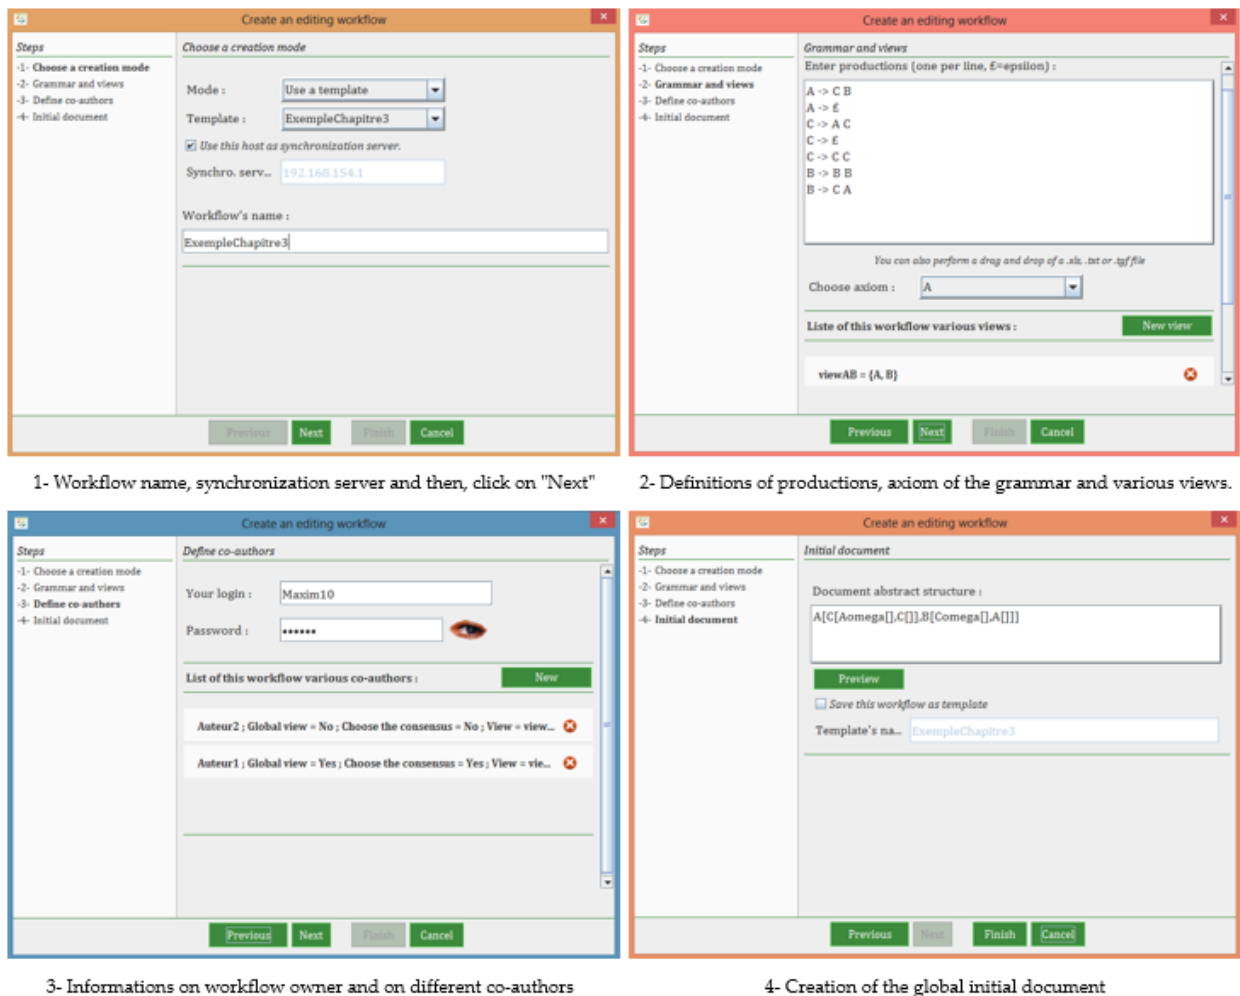 Create an editing workflow
Steps
-1- Choose a creation mode
-2- Grammar and views
-3- Define co-authors
-4- Initial document
Choose a creation mode
Mode :
Use a template
Template :
ExempleChapitre3
Use this host as synchronization server.
Synchro. serv...
192.168.154.1
Workflow's name :
ExempleChapitre3
Previous
Next
Finish
Cancel
1- Workflow name, synchronization server and then, click on "Next"
Create an editing workflow
Steps
-1- Choose a creation mode
-2- Grammar and views
-3- Define co-authors
-4- Initial document
Grammar and views
Enter productions (one per line, £=epsilon) :
A -> C B
A -> £
C -> A C
C -> £
C -> C C
B -> B B
B -> C A
You can also perform a drag and drop of a .xls, .txt or .tgf file
Choose axiom :
A
Liste of this workflow various views :
New view
viewAB = {A, B}
Previous
Next
Finish
Cancel
2- Definitions of productions, axiom of the grammar and various views.
Create an editing workflow
Steps
-1- Choose a creation mode
-2- Grammar and views
-3- Define co-authors
-4- Initial document
Define co-authors
Your login :
Maxim10
Password :
••••••
List of this workflow various co-authors :
New
Auteur2 ; Global view = No ; Choose the consensus = No ; View = view...
Auteur1 ; Global view = Yes ; Choose the consensus = Yes ; View = vie...
Previous
Next
Finish
Cancel
3- Informations on workflow owner and on different co-authors
Create an editing workflow
Steps
-1- Choose a creation mode
-2- Grammar and views
-3- Define co-authors
-4- Initial document
Initial document
Document abstract structure :
A[C[Aomega[],C[]],B[Comega[],A[]]]
Preview
Save this workflow as template
Template's na...
ExempleChapitre3
Previous
Next
Finish
Cancel
4- Creation of the global initial document